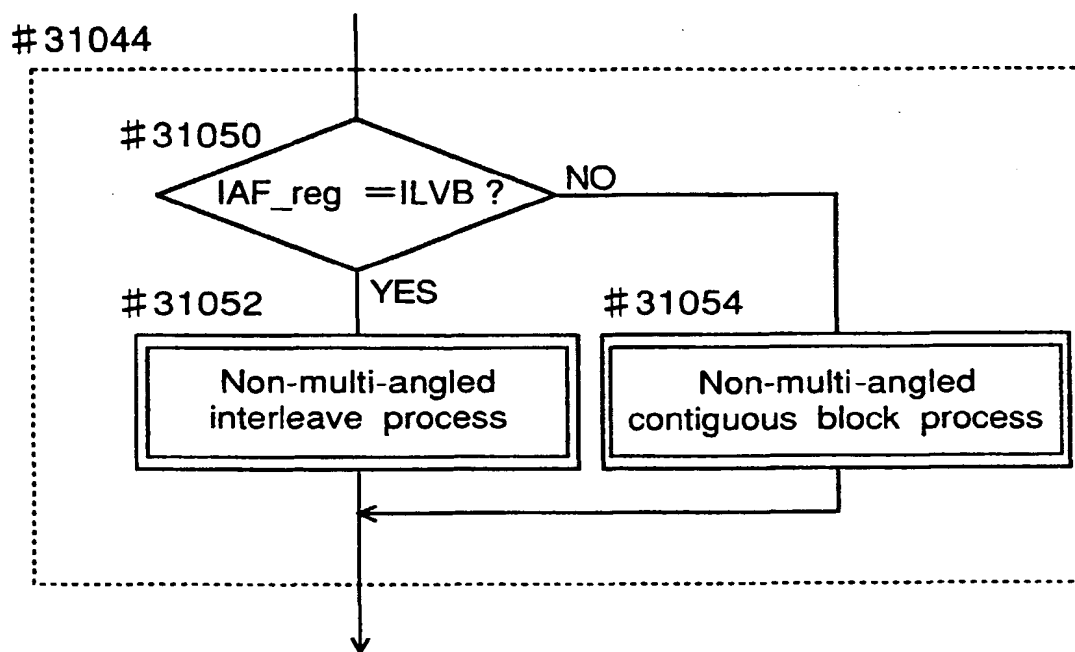 #31044
#31050
IAF_reg =ILVB ?
NO
YES
#31052
#31054
Non-multi-angled
interleave process
Non-multi-angled
contiguous block process